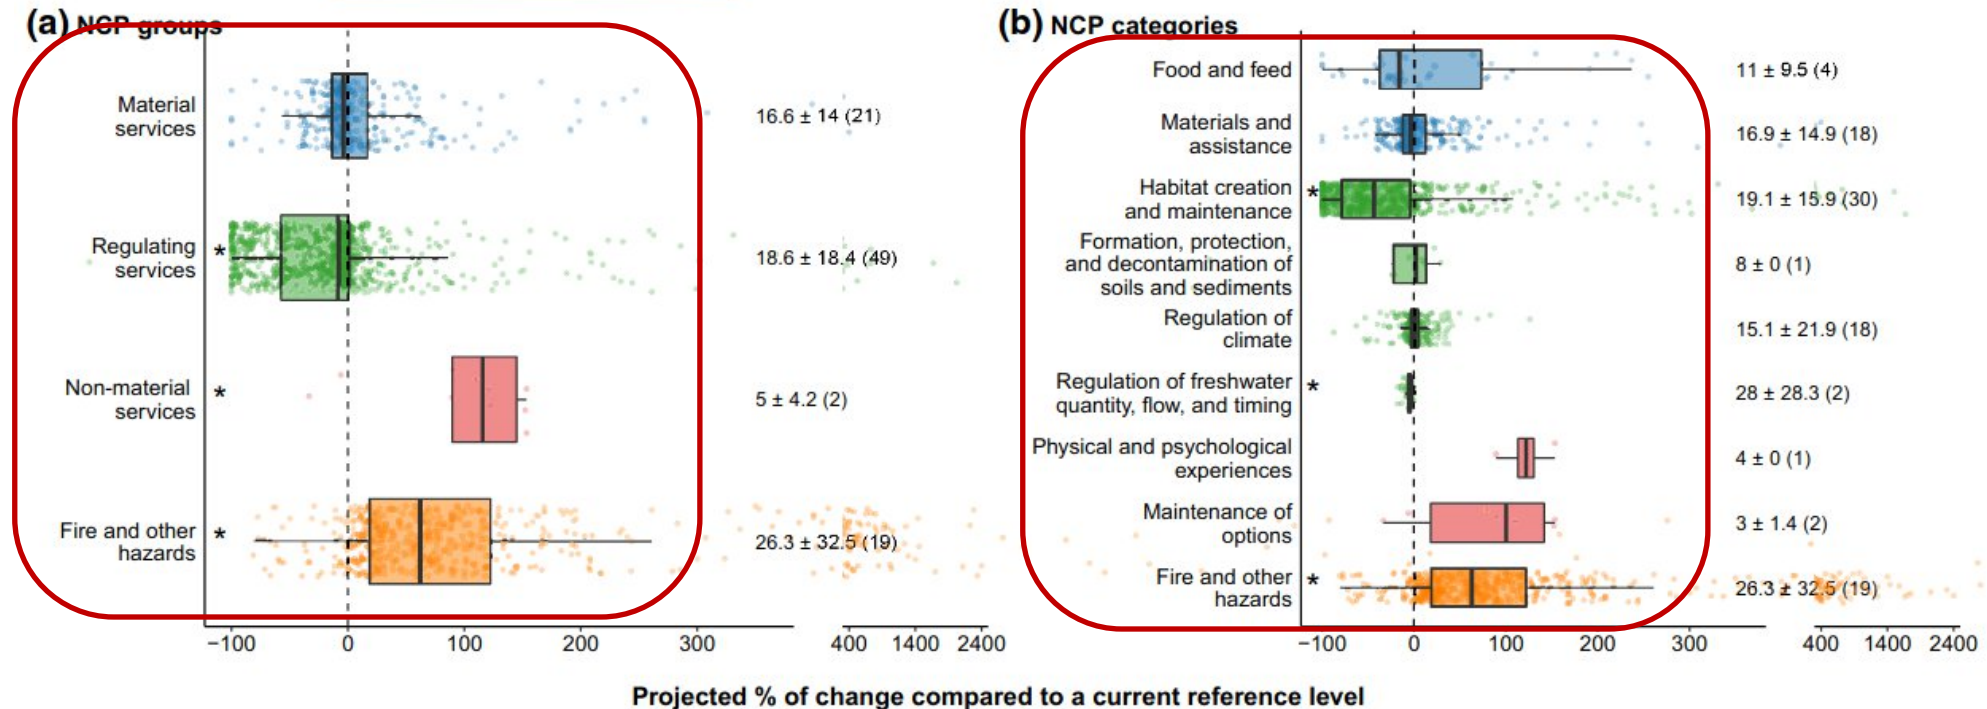 (a) NCP groups
Material
services
16.6 ± 14 (21)
Regulating
services
*
18.6 ± 18.4 (49)
Non-material
services
*
5 ± 4.2 (2)
Fire and other
hazards
*
26.3 ± 32.5 (19)
−100 0 100 200 300 400 1400 2400
(b) NCP categories
Food and feed
11 ± 9.5 (4)
Materials and
assistance
16.9 ± 14.9 (18)
Habitat creation
and maintenance
*
19.1 ± 15.9 (30)
Formation, protection,
and decontamination of
soils and sediments
8 ± 0 (1)
Regulation of
climate
15.1 ± 21.9 (18)
Regulation of freshwater
quantity, flow, and timing
*
28 ± 28.3 (2)
Physical and psychological
experiences
4 ± 0 (1)
Maintenance of
options
3 ± 1.4 (2)
Fire and other
hazards
*
26.3 ± 32.5 (19)
−100 0 100 200 300 400 1400 2400
Projected % of change compared to a current reference level